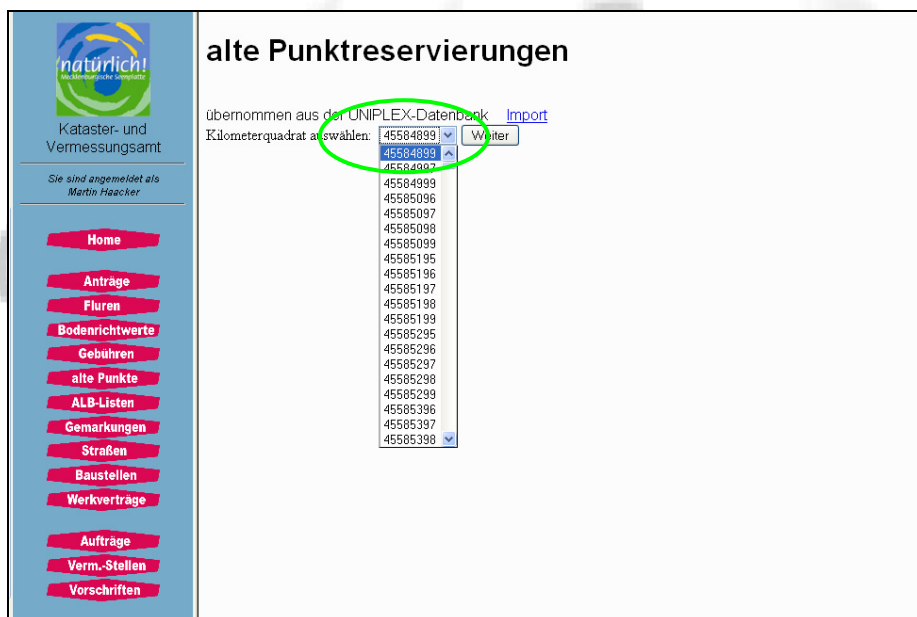 natürlich!
Mecklenburgische Seenplatte
Kataster- und
Vermessungsamt
Sie sind angemeldet als
Martin Haacker
Home
Anträge
Fluren
Bodenrichtwerte
Gebühren
alte Punkte
ALB-Listen
Gemarkungen
Straßen
Baustellen
Werkverträge
Aufträge
Verm.-Stellen
Vorschriften
alte Punktreservierungen
übernommen aus der UNIPLEX-Datenbank Import
Kilometerquadrat auswählen: 45584899 Weiter
45584899
45584997
45584999
45585096
45585097
45585098
45585099
45585195
45585196
45585197
45585198
45585199
45585295
45585296
45585297
45585298
45585299
45585396
45585397
45585398